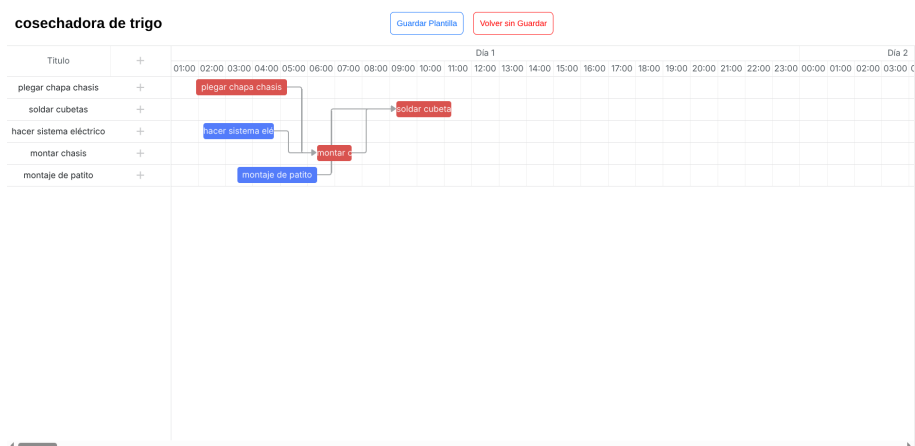 cosechadora de trigo
Guardar Plantilla
Volver sin Guardar
Titulo
Día 1
Día 2
01:00 02:00 03:00 04:00 05:00 06:00 07:00 08:00 09:00 10:00 11:00 12:00 13:00 14:00 15:00 16:00 17:00 18:00 19:00 20:00 21:00 22:00 23:00 00:00 01:00 02:00 03:00
plegar chapa chasis
plegar chapa chasis
soldar cubetas
soldar cubeta
hacer sistema eléctrico
hacer sistema elé
montar chasis
montar c
montaje de patito
montaje de patito